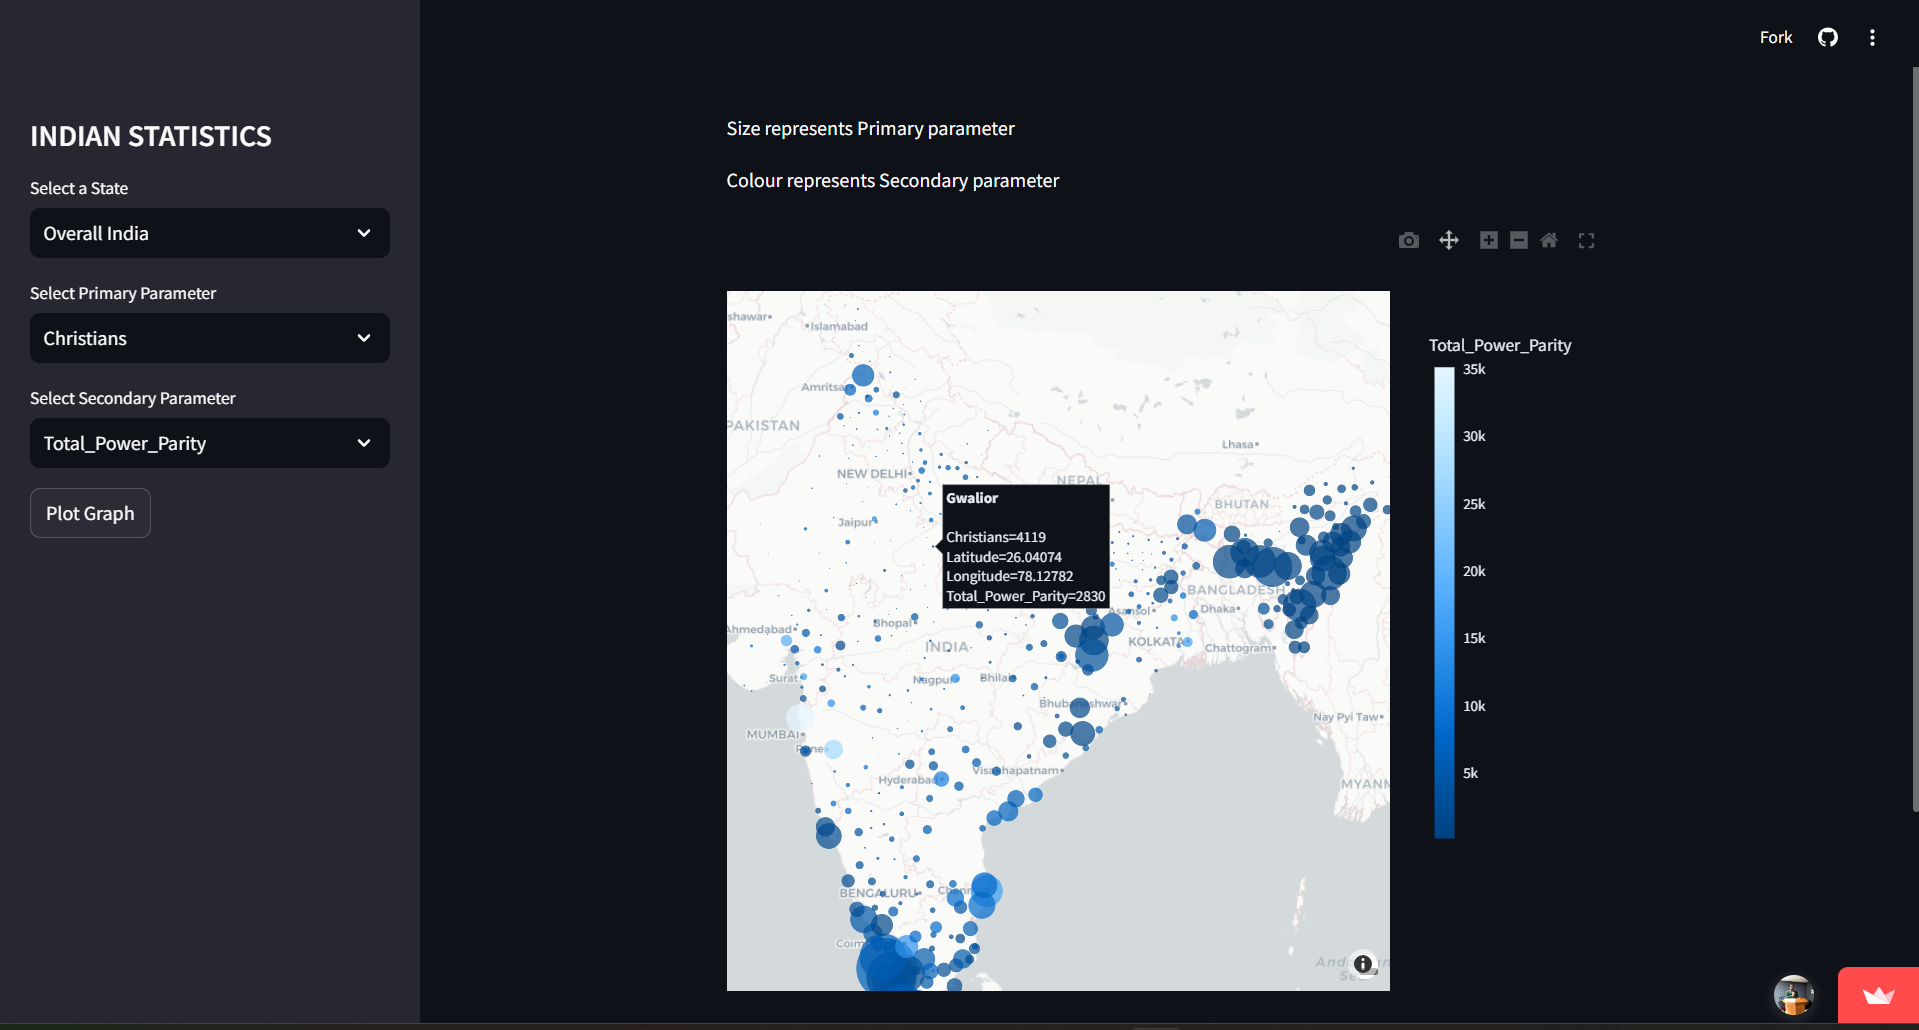 Fork
INDIAN STATISTICS
Select a State
Overall India
Select Primary Parameter
Christians
Select Secondary Parameter
Total_Power_Parity
Plot Graph
Size represents Primary parameter
Colour represents Secondary parameter
shawar
Islamabad
Amritsar
PAKISTAN
Lhasa
NEW DELHI
NEPAL
BHUTAN
Jaipur
Gwalior
Christians=4119
Latitude=26.04074
Longitude=78.12782
Total_Power_Parity=2830
BANGLADESH
Dhaka
Asansol
Ahmedabad
Bhopal
INDIA
KOLKATA
Chattogram
Surat
Nagpur
Bhilai
Bhubaneshwar
Nay Pyi Taw
MUMBAI
Pune
Hyderabad
Visakhapatnam
MYANM
BENGALURU
Chenn
Coim
Total_Power_Parity
35k
30k
25k
20k
15k
10k
5k